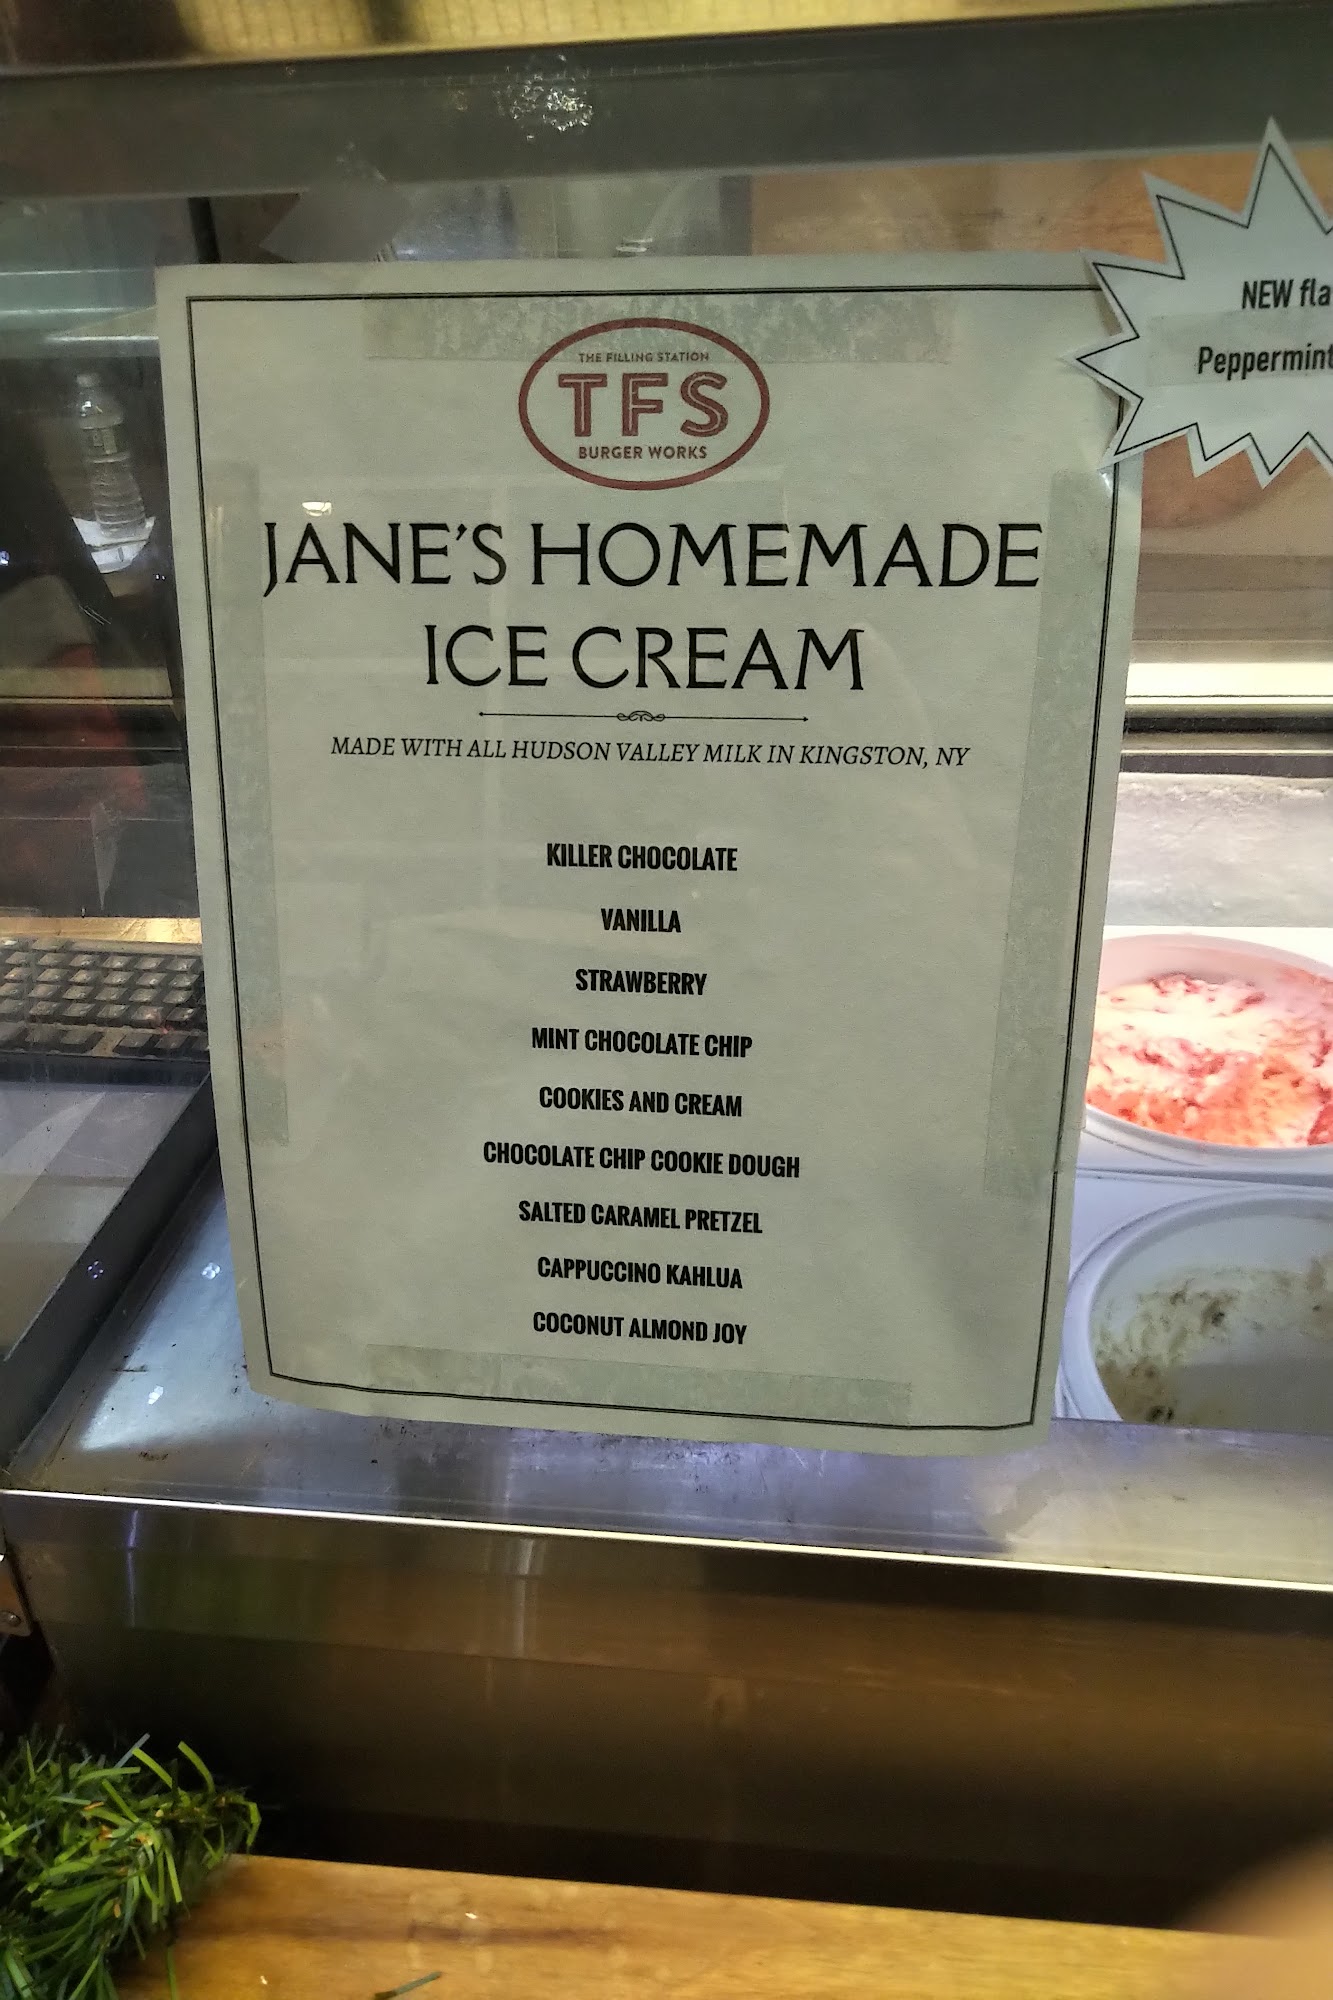 THE FILLING STATION
TFS
BURGER WORKS
JANE'S HOMEMADE
ICE CREAM
MADE WITH ALL HUDSON VALLEY MILK IN KINGSTON, NY
KILLER CHOCOLATE
VANILLA
STRAWBERRY
MINT CHOCOLATE CHIP
COOKIES AND CREAM
CHOCOLATE CHIP COOKIE DOUGH
SALTED CARAMEL PRETZEL
CAPPUCCINO KAHLUA
COCONUT ALMOND JOY
NEW fla
Peppermint